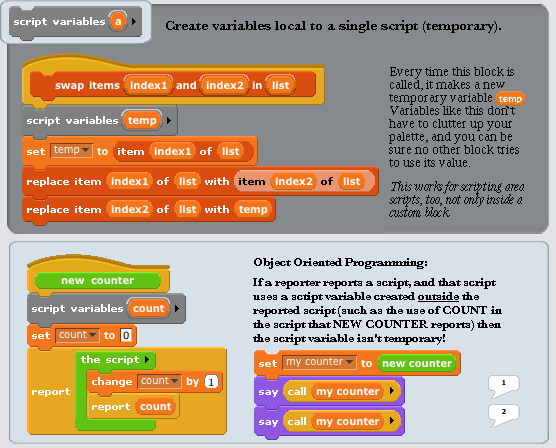 script variables a
Create variables local to a single script (temporary).
swap items index1 and index2 in list
script variables temp
set temp to item index1 of list
replace item index1 of list with item index2 of list
replace item index2 of list with temp
Every time this block is
called, it makes a new
temporary variable temp
Variables like this don't
have to clutter up your
palette, and you can be
sure no other block tries
to use its value.
This works for scripting area
scripts, too, not only inside a
custom block.
new counter
script variables count
set count to 0
the script
change count by 1
report count
report
Object Oriented Programming:
If a reporter reports a script, and that script
uses a script variable created outside the
reported script (such as the use of COUNT in
the script that NEW COUNTER reports) then
the script variable isn't temporary!
set my counter to new counter
say call my counter
1
say call my counter
2